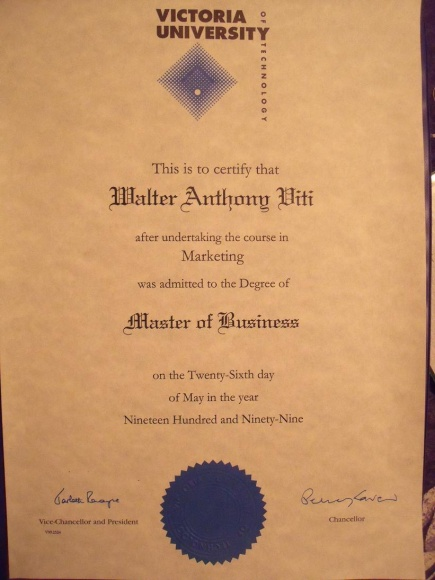 VICTORIA
UNIVERSITY
OF TECHNOLOGY
This is to certify that
Walter Anthony Viti
after undertaking the course in
Marketing
was admitted to the Degree of
Master of Business
on the Twenty-Sixth day
of May in the year
Nineteen Hundred and Ninety-Nine
Vice-Chancellor and President
Chancellor